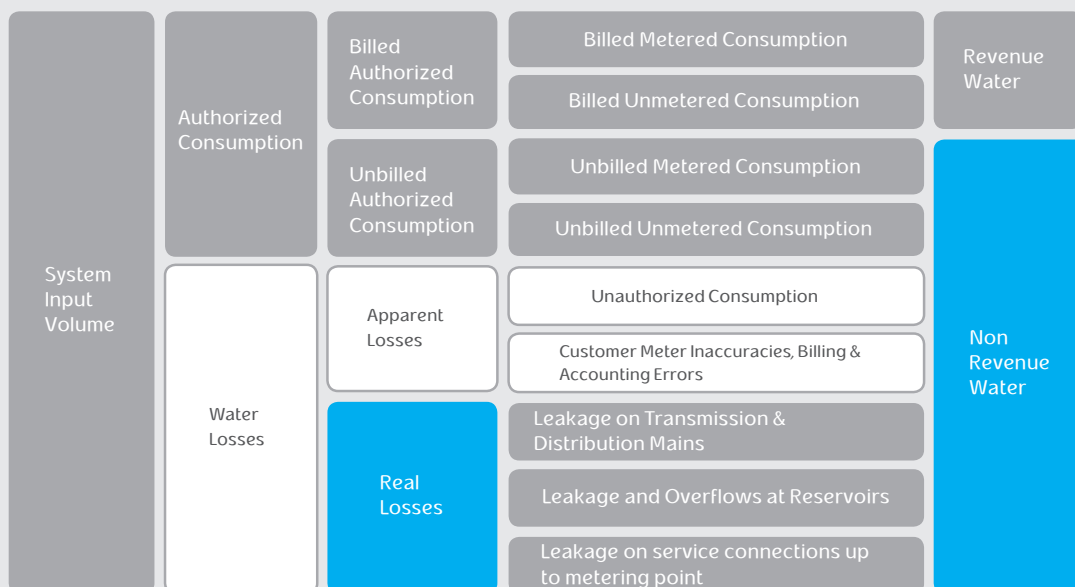 System
Input
Volume
Authorized
Consumption
Water
Losses
Billed
Authorized
Consumption
Unbilled
Authorized
Consumption
Apparent
Losses
Real
Losses
Billed Metered Consumption
Billed Unmetered Consumption
Unbilled Metered Consumption
Unbilled Unmetered Consumption
Unauthorized Consumption
Customer Meter Inaccuracies, Billing &
Accounting Errors
Leakage on Transmission &
Distribution Mains
Leakage and Overflows at Reservoirs
Leakage on service connections up
to metering point
Revenue
Water
Non
Revenue
Water